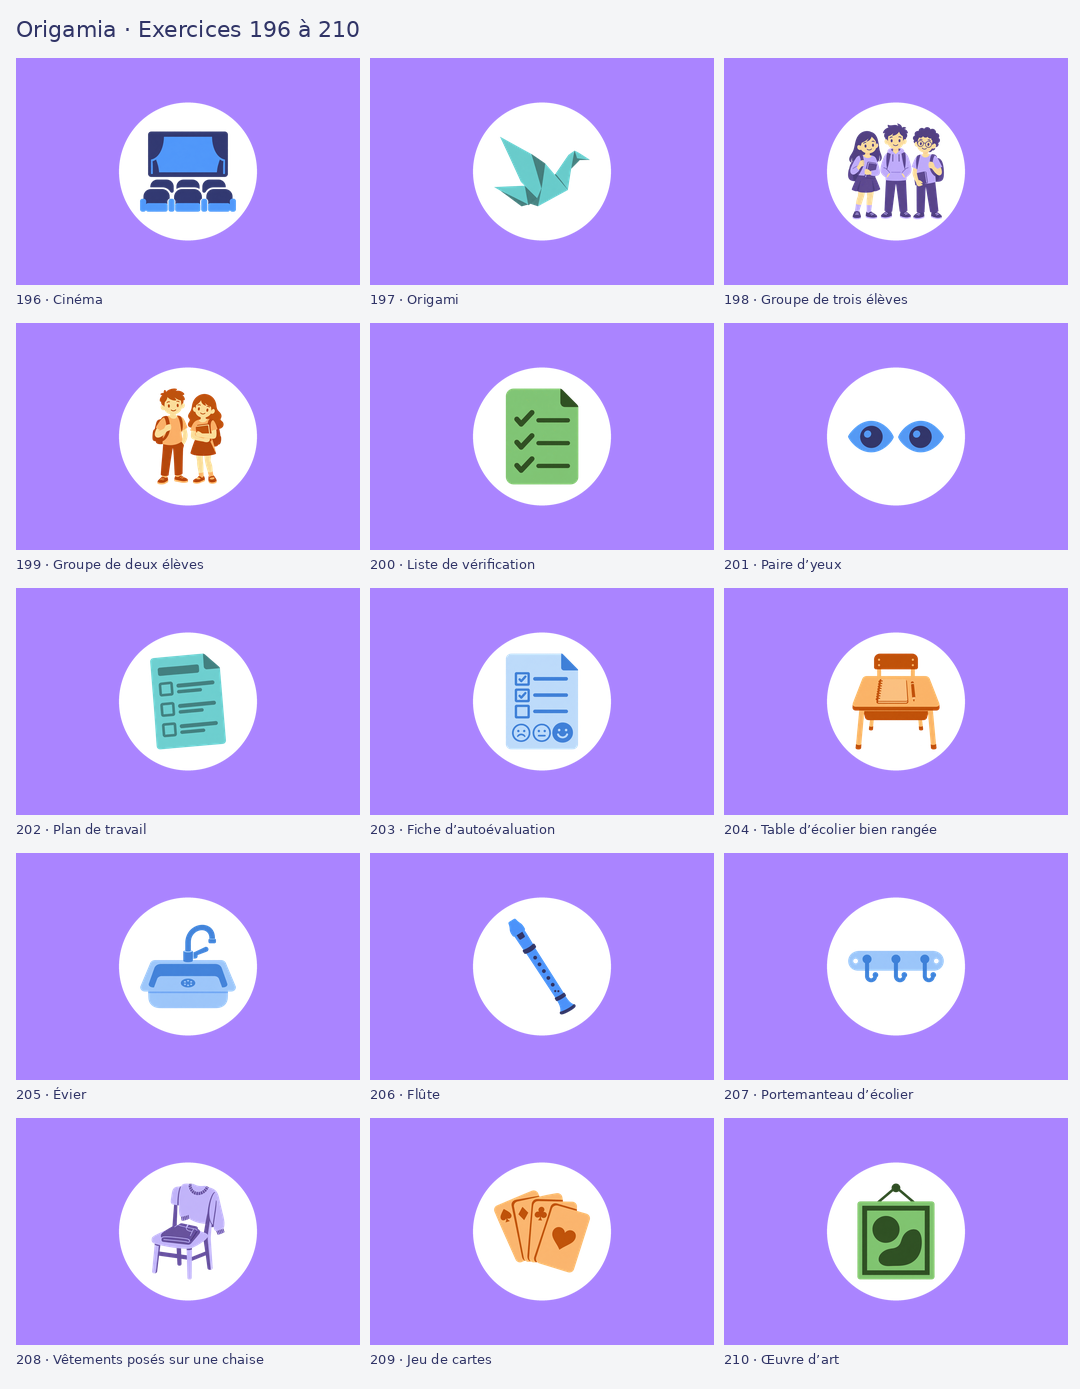 Origamia · Exercices 196 à 210
196 · Cinéma
197 · Origami
198 · Groupe de trois élèves
199 · Groupe de deux élèves
200 · Liste de vérification
201 · Paire d’yeux
202 · Plan de travail
203 · Fiche d’autoévaluation
204 · Table d’écolier bien rangée
205 · Évier
206 · Flûte
207 · Portemanteau d’écolier
208 · Vêtements posés sur une chaise
209 · Jeu de cartes
210 · Œuvre d’art